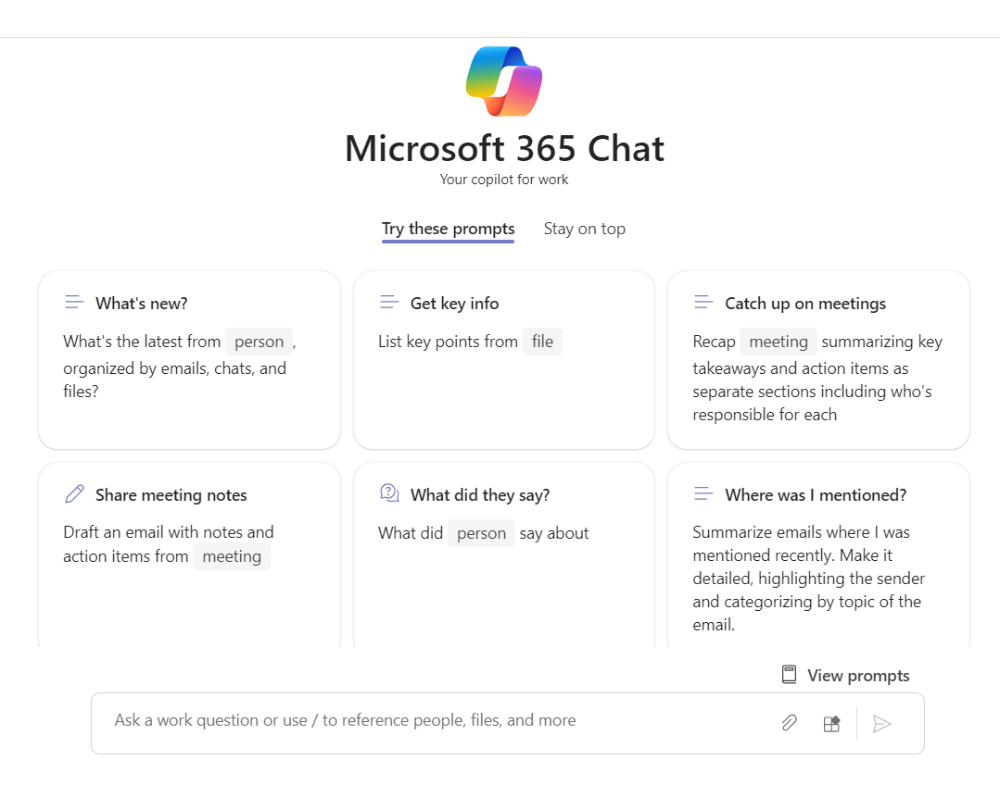 Microsoft 365 Chat
Your copilot for work
Try these prompts
Stay on top
What's new?
What's the latest from person ,
organized by emails, chats, and
files?
Get key info
List key points from file
Catch up on meetings
Recap meeting summarizing key
takeaways and action items as
separate sections including who's
responsible for each
Share meeting notes
Draft an email with notes and
action items from meeting
What did they say?
What did person say about
Where was I mentioned?
Summarize emails where I was
mentioned recently. Make it
detailed, highlighting the sender
and categorizing by topic of the
email.
View prompts
Ask a work question or use / to reference people, files, and more